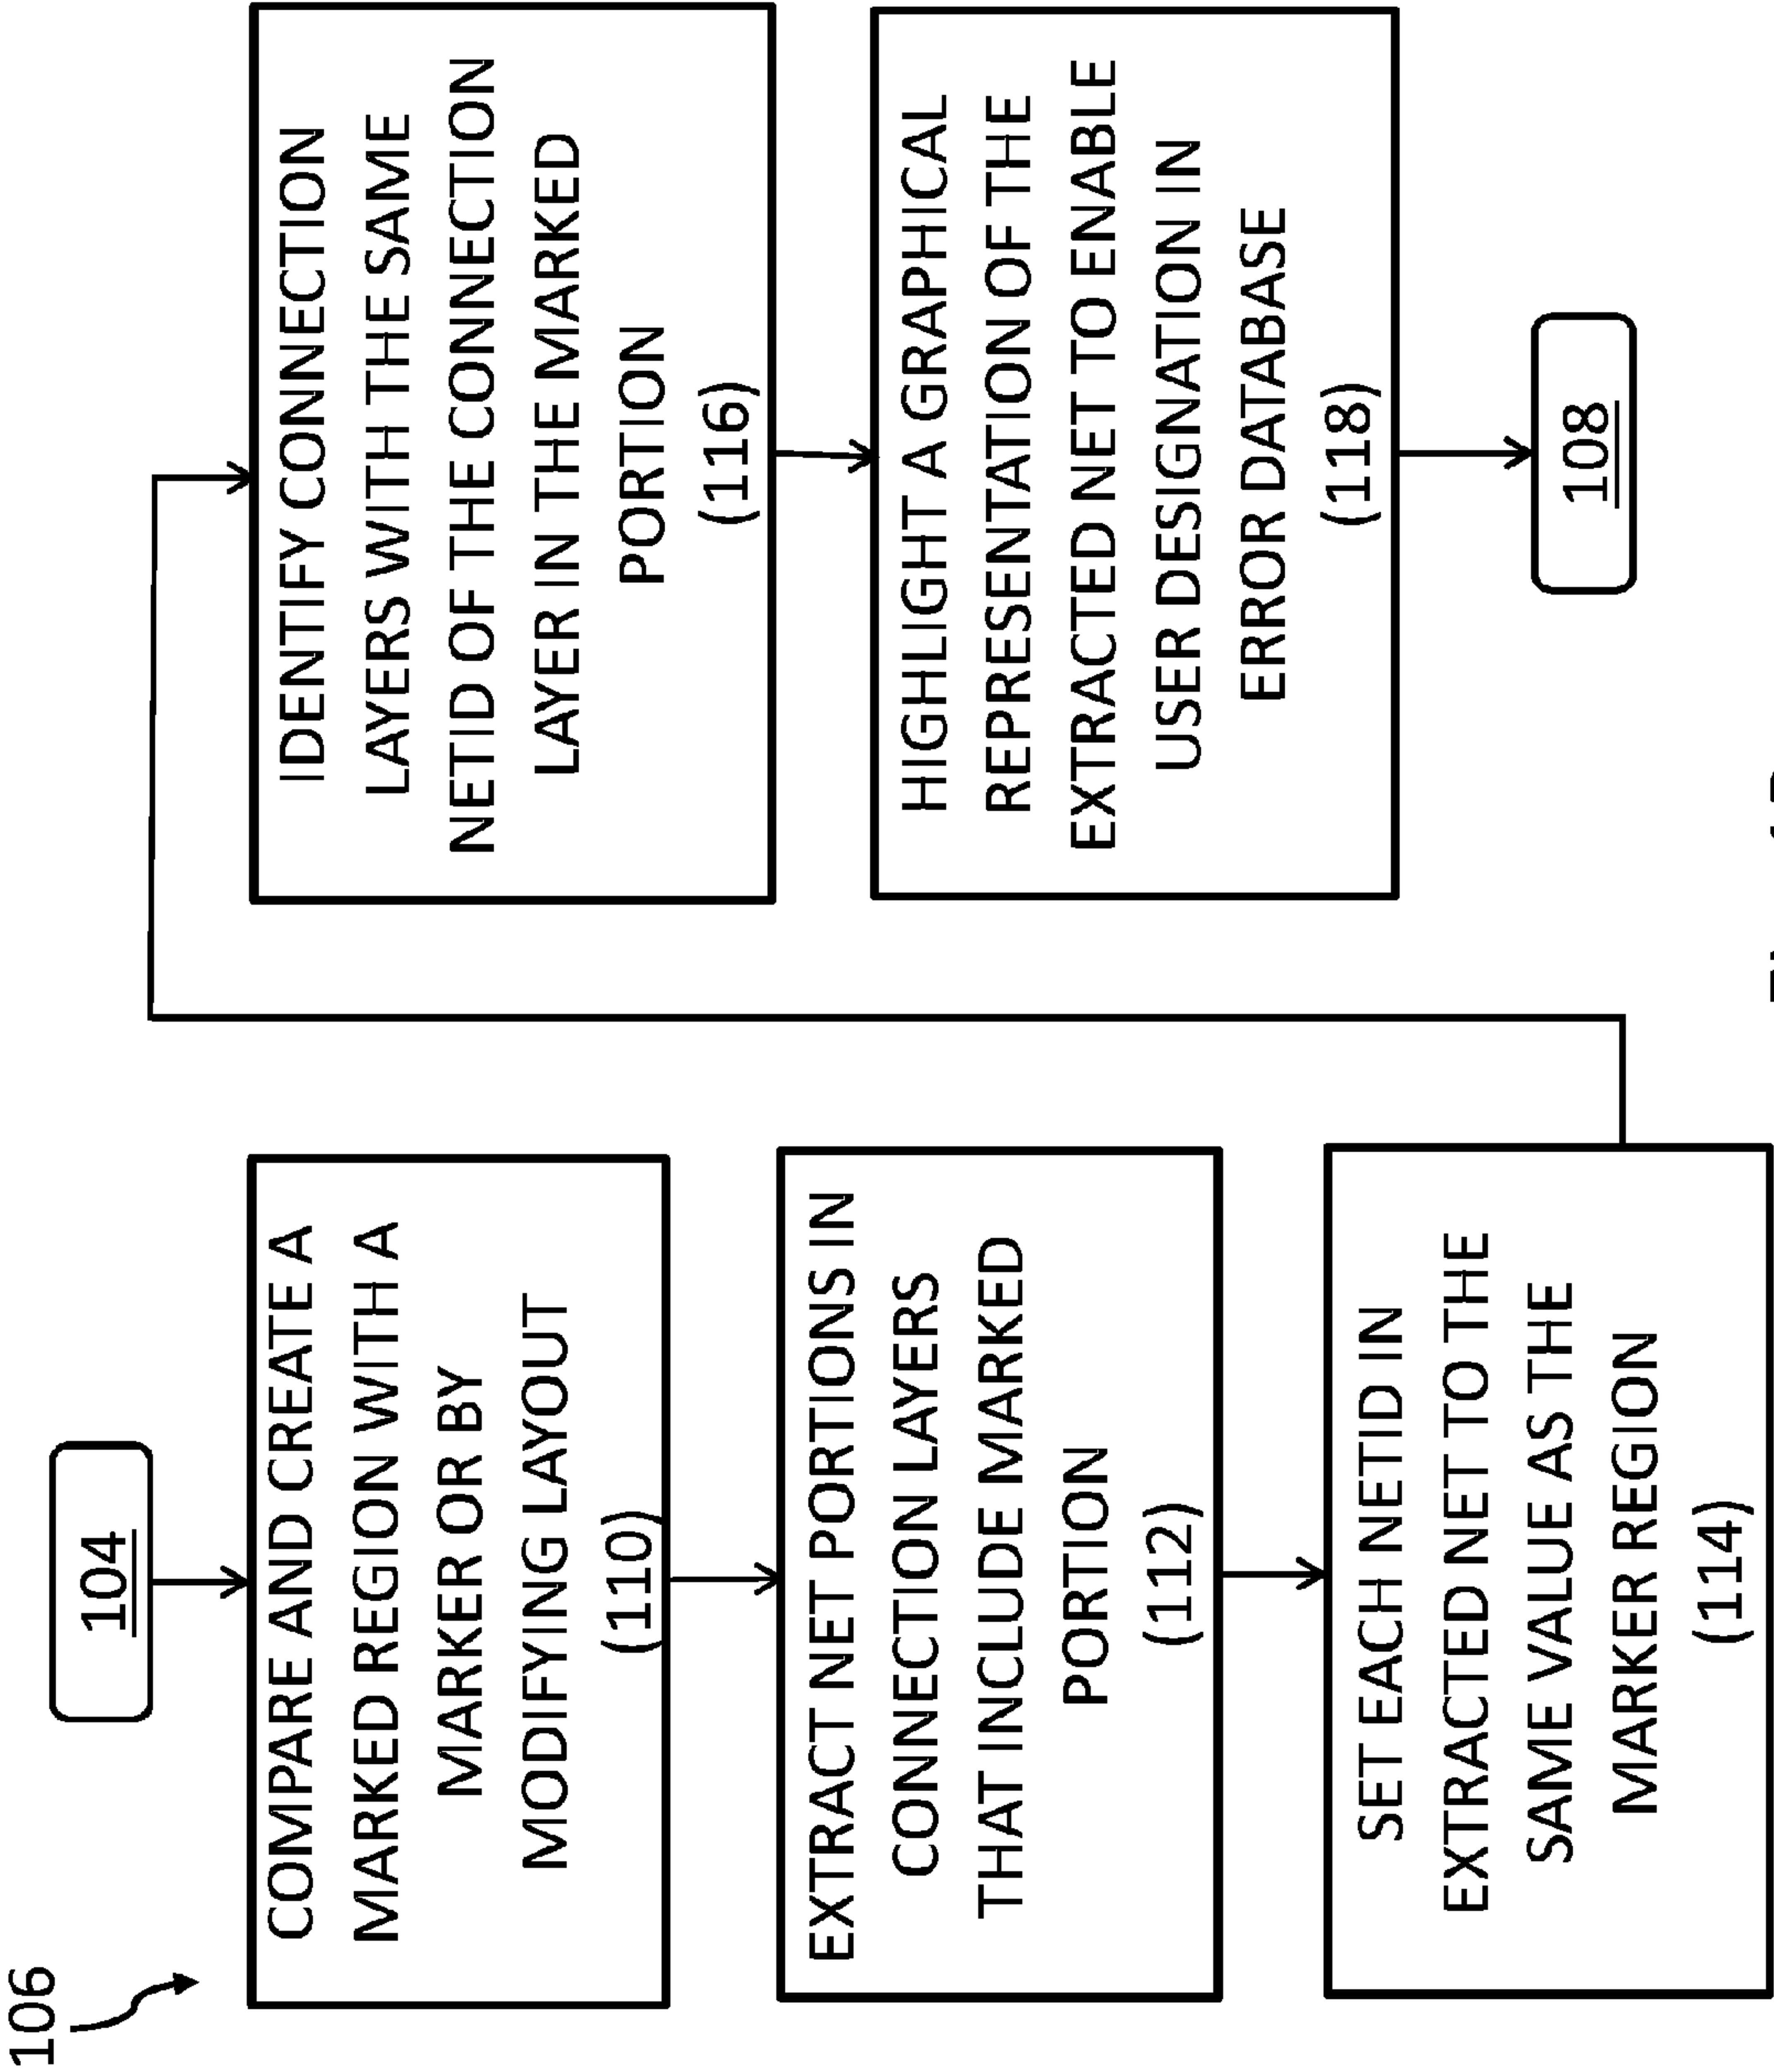 106
104
COMPARE AND CREATE A
MARKED REGION WITH A
MARKER OR BY
MODIFYING LAYOUT
(110)
EXTRACT NET PORTIONS IN
CONNECTION LAYERS
THAT INCLUDE MARKED
PORTION
(112)
SET EACH NETID IN
EXTRACTED NET TO THE
SAME VALUE AS THE
MARKER REGION
(114)
IDENTIFY CONNECTION
LAYERS WITH THE SAME
NETID OF THE CONNECTION
LAYER IN THE MARKED
PORTION
(116)
HIGHLIGHT A GRAPHICAL
REPRESENTATION OF THE
EXTRACTED NET TO ENABLE
USER DESIGNATION IN
ERROR DATABASE
(118)
108